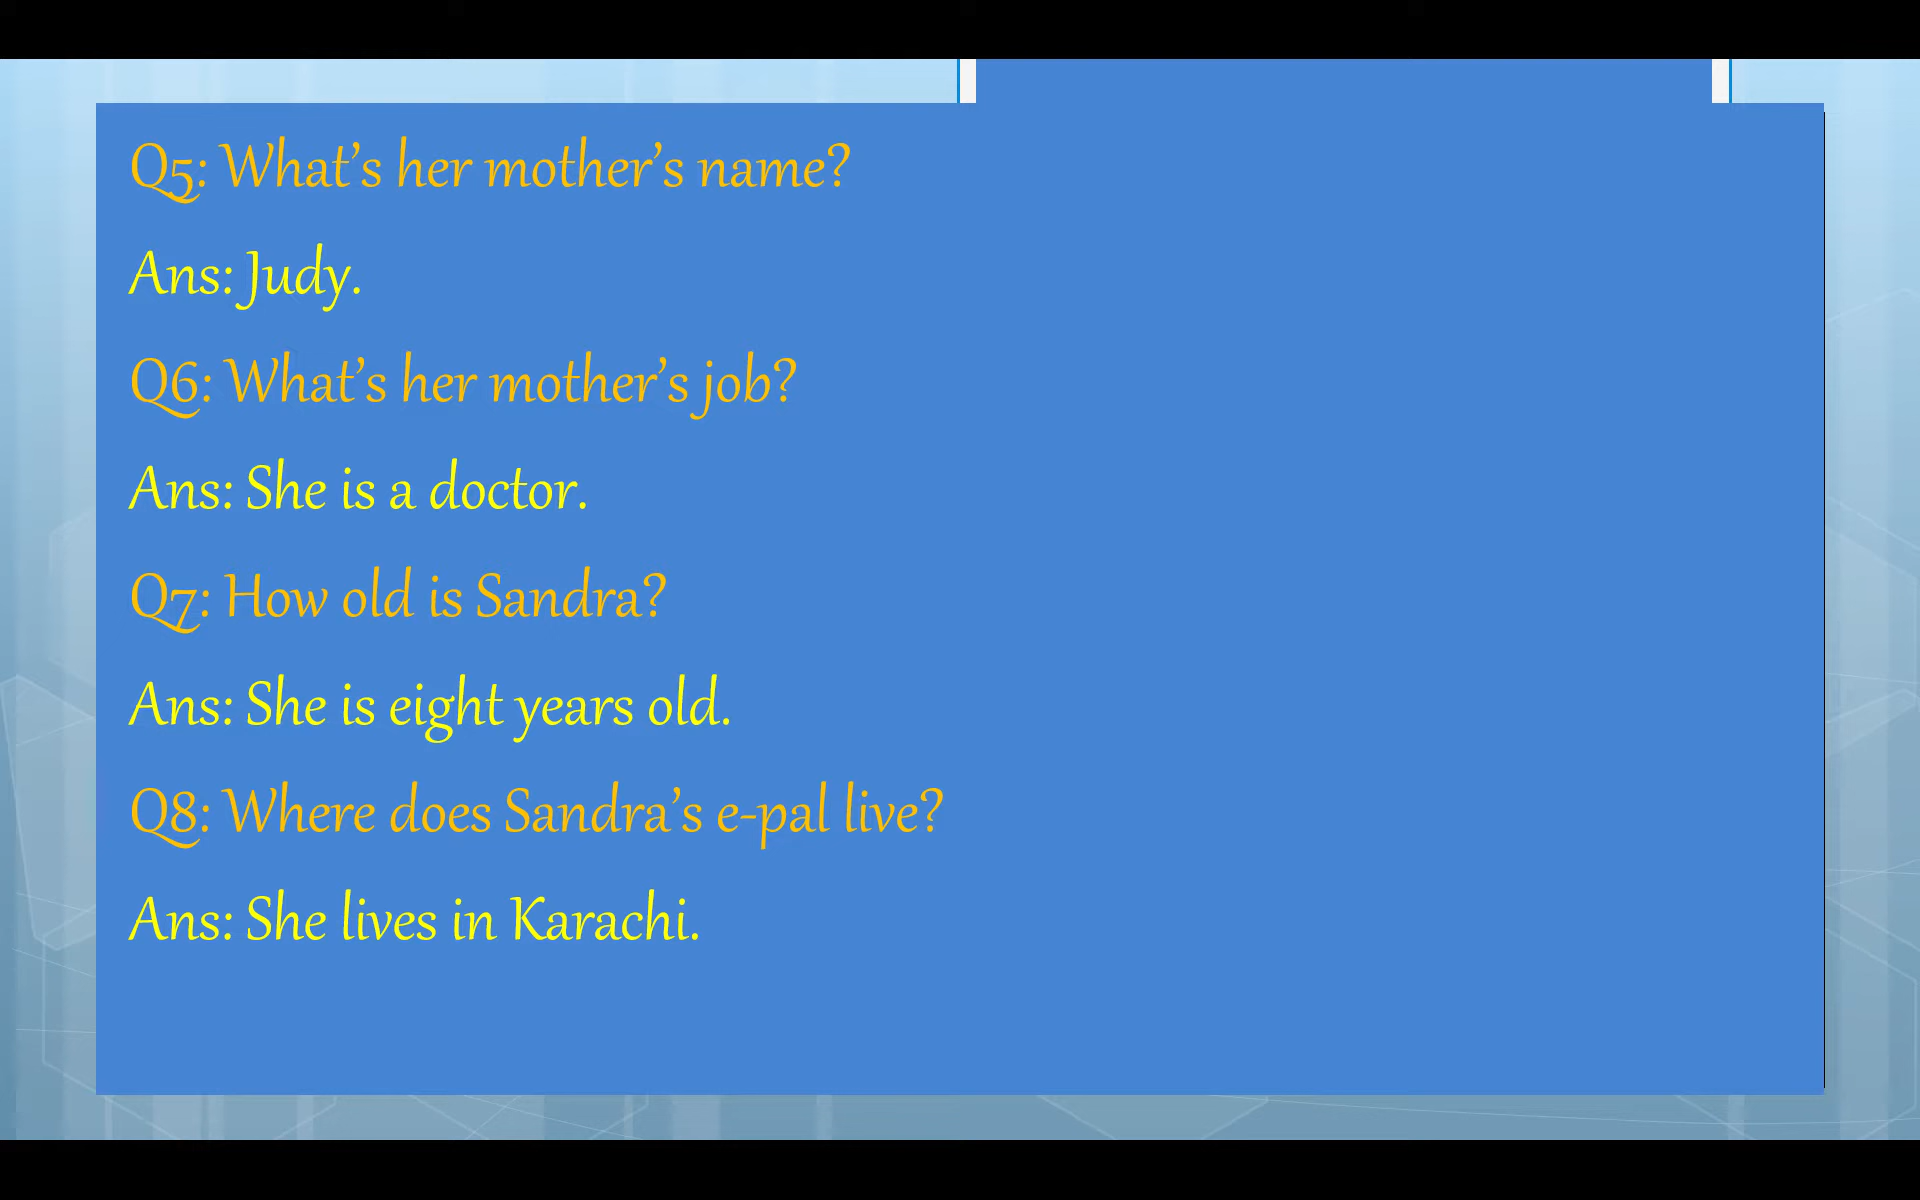 Q5: What’s her mother’s name?
Ans: Judy.
Q6: What’s her mother’s job?
Ans: She is a doctor.
Q7: How old is Sandra?
Ans: She is eight years old.
Q8: Where does Sandra’s e-pal live?
Ans: She lives in Karachi.